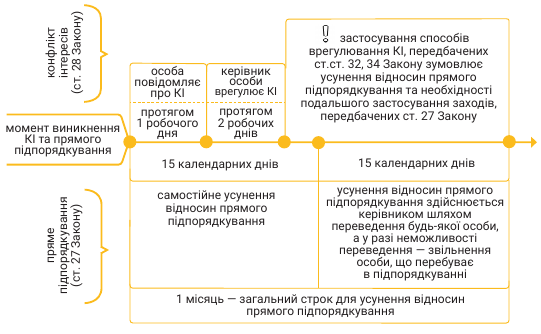 конфлікт
інтересів
(ст. 28 Закону)
особа
повідомляє
про КІ
протягом
1 робочого
дня
керівник
особи
врегулює КІ
протягом
2 робочих
днів
! застосування способів
врегулювання КІ, передбачених
ст.ст. 32, 34 Закону зумовлює
усунення відносин прямого
підпорядкування та необхідності
подальшого застосування заходів,
передбачених ст. 27 Закону
момент виникнення
КІ та прямого
підпорядкування
15 календарних днів
15 календарних днів
пряме
підпорядкування
(ст. 27 Закону)
самостійне усунення
відносин прямого
підпорядкування
усунення відносин прямого
підпорядкування здійснюється
керівником шляхом
переведення будь-якої особи,
а у разі неможливості
переведення — звільнення
особи, що перебуває
в підпорядкуванні
1 місяць — загальний строк для усунення відносин
прямого підпорядкування